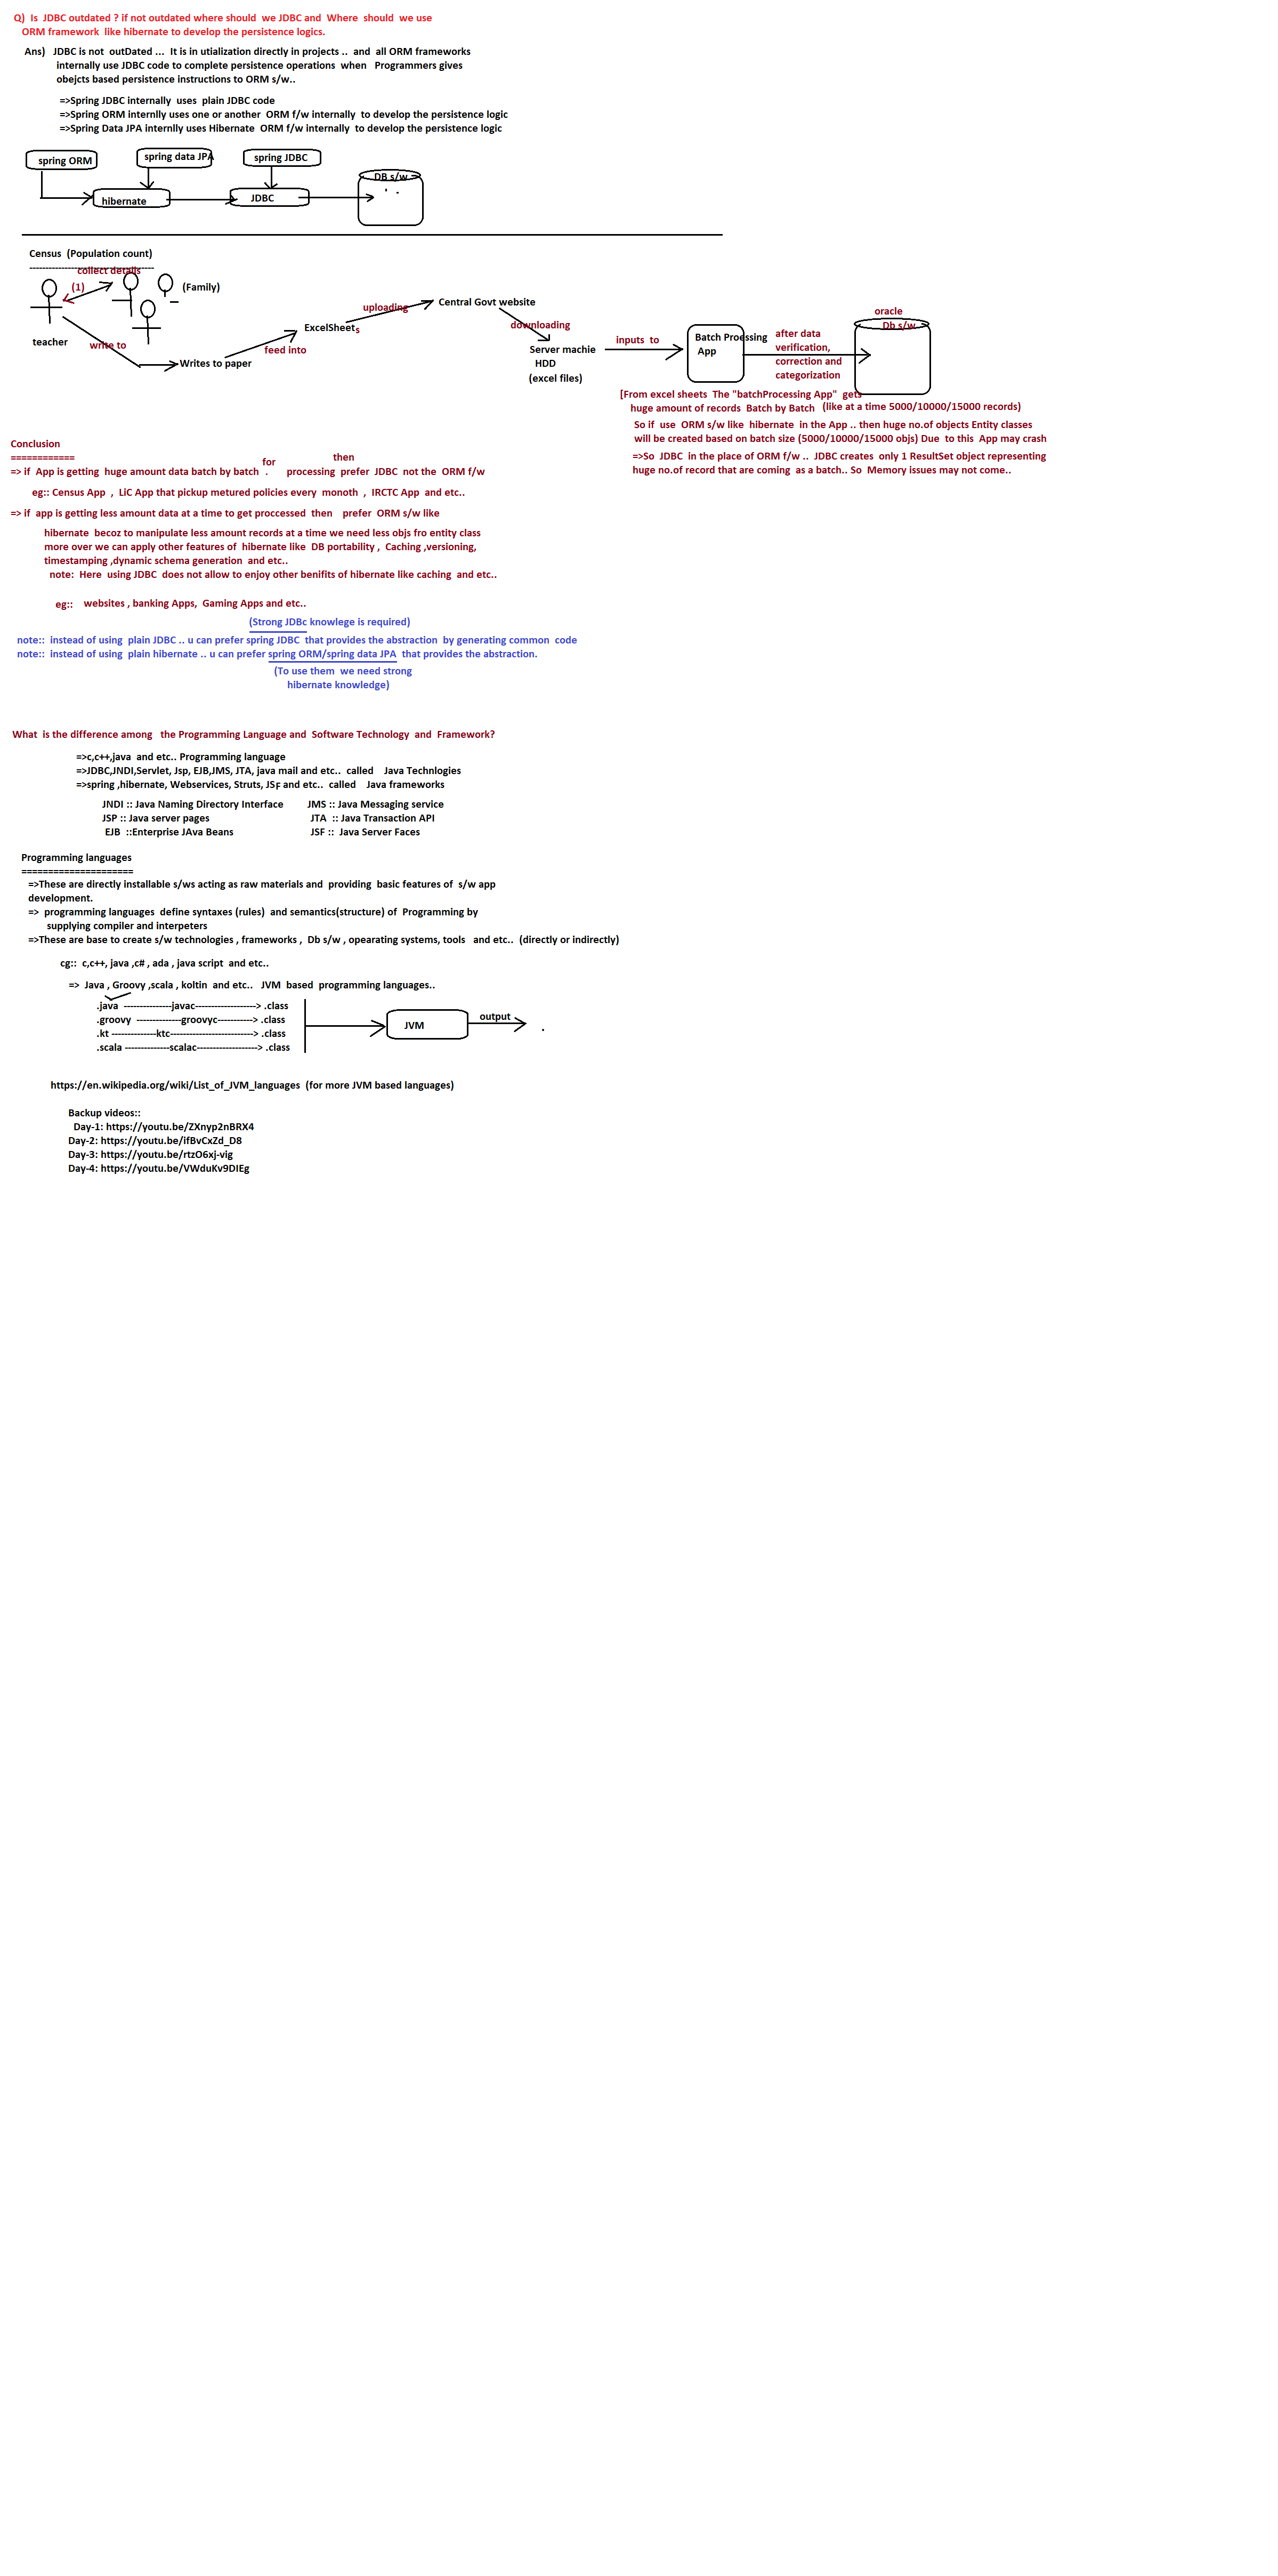 Q) Is JDBC outdated ? if not outdated where should we JDBC and Where should we use
ORM framework like hibernate to develop the persistence logics.
Ans) JDBC is not outDated ... It is in utialization directly in projects .. and all ORM frameworks
internally use JDBC code to complete persistence operations when Programmers gives
obejcts based persistence instructions to ORM s/w..
=>Spring JDBC internally uses plain JDBC code
=>Spring ORM internlly uses one or another ORM f/w internally to develop the persistence logic
=>Spring Data JPA internlly uses Hibernate ORM f/w internally to develop the persistence logic
spring ORM
spring data JPA
spring JDBC
DB s/w
hibernate
JDBC
Census (Population count)
---------------------------------------
collect details
(1)
(Family)
teacher
write to
Writes to paper
feed into
ExcelSheets
uploading
Central Govt website
downloading
Server machie
HDD
(excel files)
inputs to
Batch Proessing
App
after data
verification,
correction and
categorization
oracle
Db s/w
[From excel sheets The "batchProcessing App" gets
huge amount of records Batch by Batch (like at a time 5000/10000/15000 records)
So if use ORM s/w like hibernate in the App .. then huge no.of objects Entity classes
will be created based on batch size (5000/10000/15000 objs) Due to this App may crash
=>So JDBC in the place of ORM f/w .. JDBC creates only 1 ResultSet object representing
huge no.of record that are coming as a batch.. So Memory issues may not come..
Conclusion
============
for then
=> if App is getting huge amount data batch by batch . processing prefer JDBC not the ORM f/w
eg:: Census App , LiC App that pickup metured policies every monoth , IRCTC App and etc..
=> if app is getting less amount data at a time to get proccessed then prefer ORM s/w like
hibernate becoz to manipulate less amount records at a time we need less objs fro entity class
more over we can apply other features of hibernate like DB portability , Caching ,versioning,
timestamping ,dynamic schema generation and etc..
note: Here using JDBC does not allow to enjoy other benifits of hibernate like caching and etc..
eg:: websites , banking Apps, Gaming Apps and etc..
(Strong JDBc knowlege is required)
note:: instead of using plain JDBC .. u can prefer spring JDBC that provides the abstraction by generating common code
note:: instead of using plain hibernate .. u can prefer spring ORM/spring data JPA that provides the abstraction.
(To use them we need strong
hibernate knowledge)
What is the difference among the Programming Language and Software Technology and Framework?
=>c,c++,java and etc.. Programming language
=>JDBC,JNDI,Servlet, Jsp, EJB,JMS, JTA, java mail and etc.. called Java Technlogies
=>spring ,hibernate, Webservices, Struts, JSF and etc.. called Java frameworks
JNDI :: Java Naming Directory Interface JMS :: Java Messaging service
JSP :: Java server pages JTA :: Java Transaction API
EJB ::Enterprise JAva Beans JSF :: Java Server Faces
Programming languages
=====================
=>These are directly installable s/ws acting as raw materials and providing basic features of s/w app
development.
=> programming languages define syntaxes (rules) and semantics(structure) of Programming by
supplying compiler and interpeters
=>These are base to create s/w technologies , frameworks , Db s/w , opearating systems, tools and etc.. (directly or indirectly)
cg:: c,c++, java ,c# , ada , java script and etc..
=> Java , Groovy ,scala , koltin and etc.. JVM based programming languages..
.java ---------------javac-------------------> .class
.groovy --------------groovyc-----------> .class
.kt --------------ktc--------------------------> .class
.scala --------------scalac-------------------> .class
JVM
output
.
https://en.wikipedia.org/wiki/List_of_JVM_languages (for more JVM based languages)
Backup videos::
Day-1: https://youtu.be/ZXnyp2nBRX4
Day-2: https://youtu.be/ifBvCxZd_D8
Day-3: https://youtu.be/rtzO6xj-vig
Day-4: https://youtu.be/VWduKv9DIEg